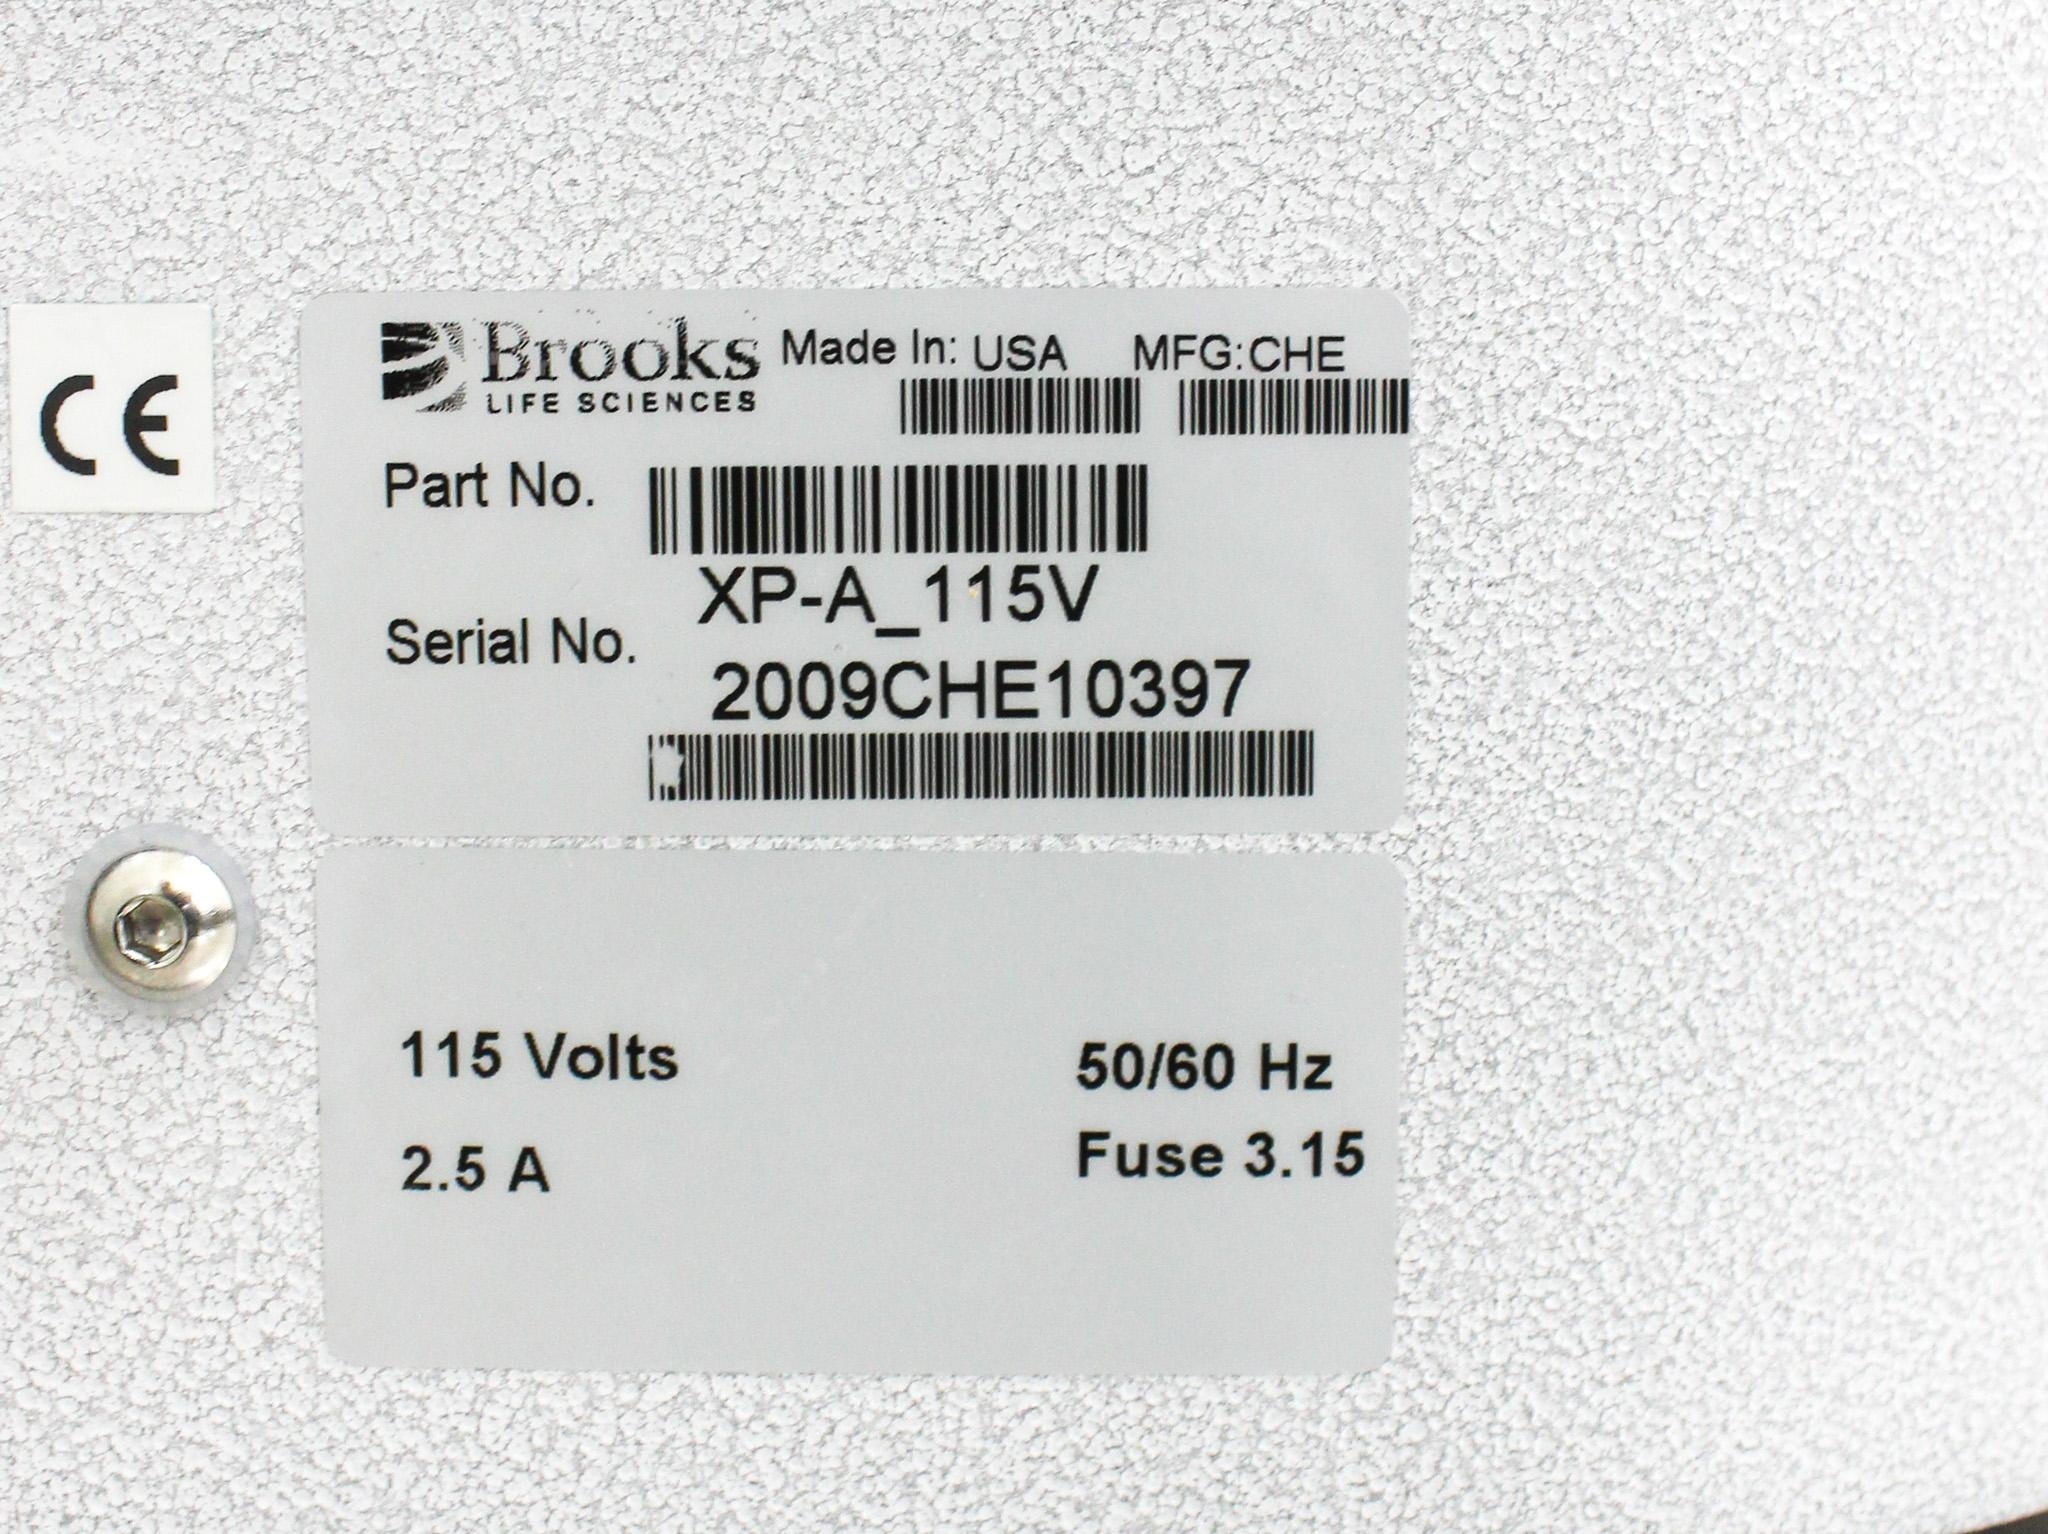 CE
Brooks
LIFE SCIENCES
Made In: USA MFG:CHE
Part No.
XP-A_115V
Serial No.
2009CHE10397
115 Volts 50/60 Hz
2.5 A Fuse 3.15